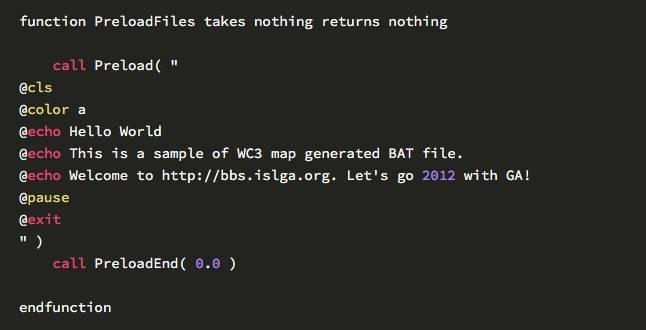 function PreloadFiles takes nothing returns nothing
call Preload( "
@cls
@color a
@echo Hello World
@echo This is a sample of WC3 map generated BAT file.
@echo Welcome to http://bbs.islga.org. Let's go 2012 with GA!
@pause
@exit
" )
call PreloadEnd( 0.0 )
endfunction